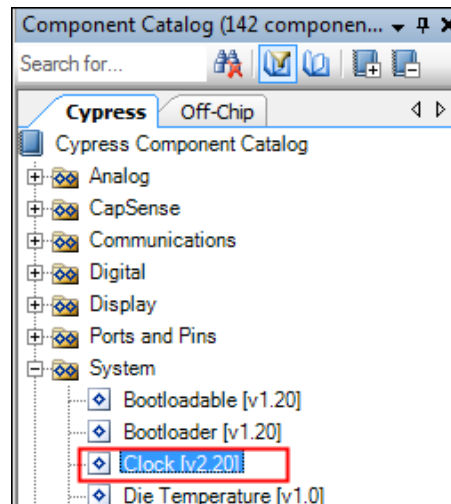 Component Catalog (142 componen...
Search for...
Cypress Off-Chip
Cypress Component Catalog
Analog
CapSense
Communications
Digital
Display
Ports and Pins
System
Bootloadable [v1.20]
Bootloader [v1.20]
Clock [v2.20]
Die Temperature [v1.0]